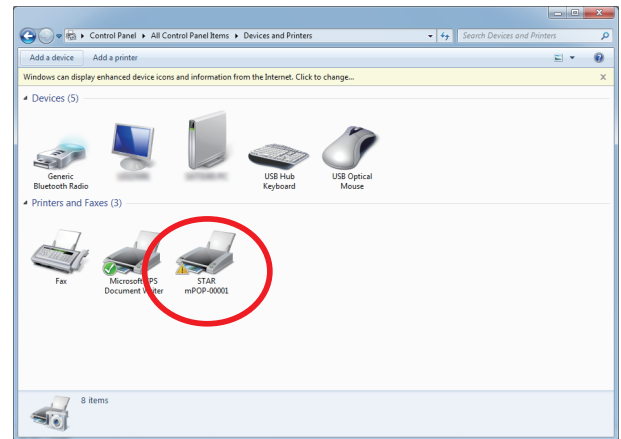 Control Panel ▸ All Control Panel Items ▸ Devices and Printers
Search Devices and Printers
Add a device Add a printer
Windows can display enhanced device icons and information from the Internet. Click to change...
Devices (5)
Generic
Bluetooth Radio
USB Hub
Keyboard
USB Optical
Mouse
Printers and Faxes (3)
Fax
Microsoft XPS
Document Writer
STAR
mPOP-00001
8 items